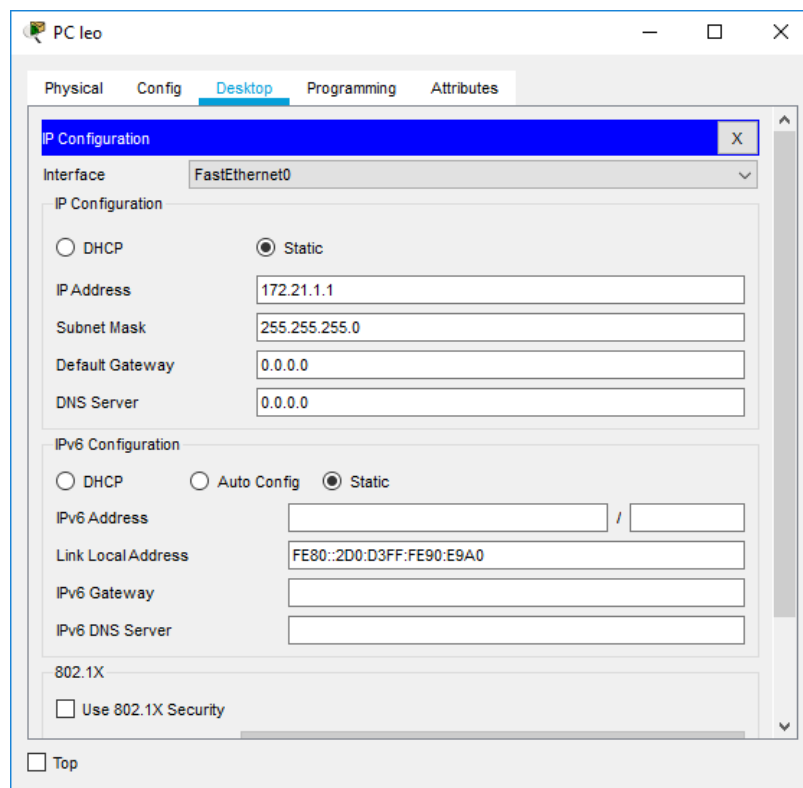 PC leo
Physical Config Desktop Programming Attributes
IP Configuration X
Interface FastEthernet0
IP Configuration
DHCP Static
IP Address 172.21.1.1
Subnet Mask 255.255.255.0
Default Gateway 0.0.0.0
DNS Server 0.0.0.0
IPv6 Configuration
DHCP Auto Config Static
IPv6 Address /
Link Local Address FE80::2D0:D3FF:FE90:E9A0
IPv6 Gateway
IPv6 DNS Server
802.1X
Use 802.1X Security
Top